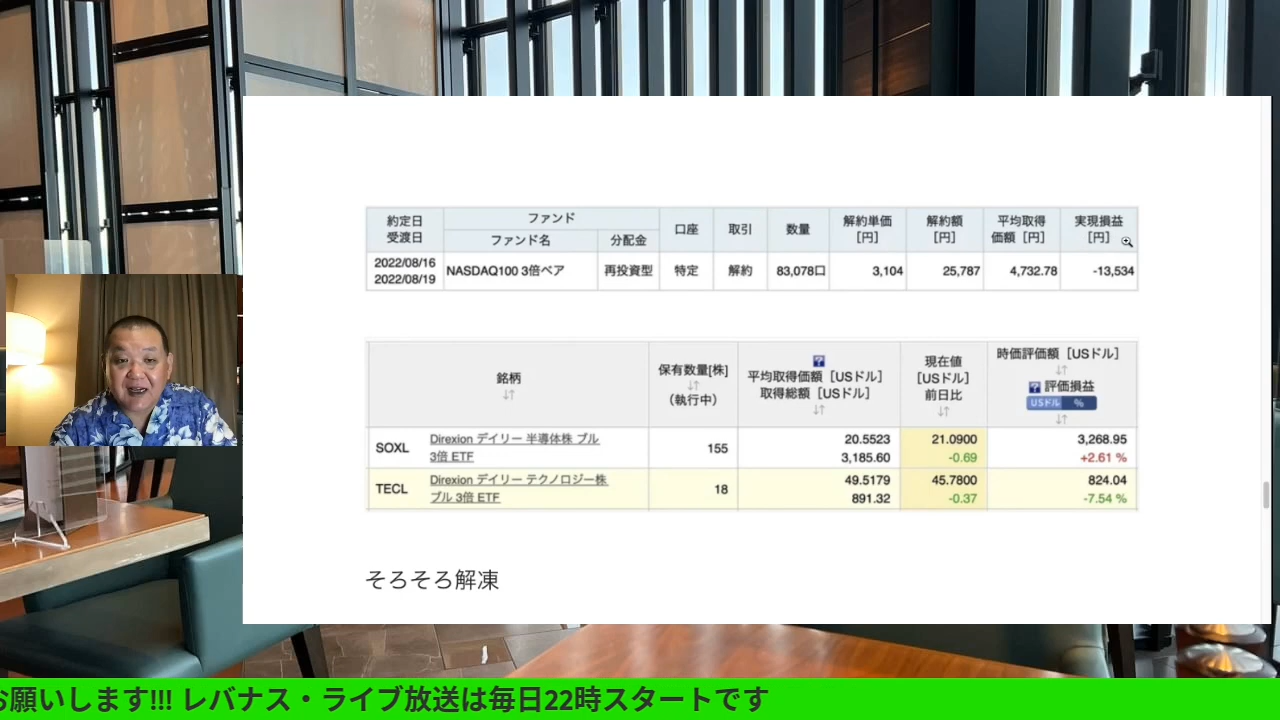 約定日
受渡日
ファンド
ファンド名
分配金
口座
取引
数量
解約単価
[円]
解約額
[円]
平均取得
価額 [円]
実現損益
[円]
2022/08/16
2022/08/19
NASDAQ100 3倍ベア
再投資型
特定
解約
83,078口
3,104
25,787
4,732.78
-13,534
銘柄
↓↑
保有数量[株]
↓↑
(執行中)
?
平均取得価額[USドル]
取得総額[USドル]
↓↑
現在値
[USドル]
前日比
↓↑
時価評価額[USドル]
↓↑
? 評価損益
USドル %
↓↑
SOXL
Direxion デイリー 半導体株 ブル
3倍 ETF
155
20.5523
3,185.60
21.0900
-0.69
3,268.95
+2.61 %
TECL
Direxion デイリー テクノロジー株
ブル 3倍 ETF
18
49.5179
891.32
45.7800
-0.37
824.04
-7.54 %
そろそろ解凍
お願いします!!! レバナス・ライブ放送は毎日22時スタートです